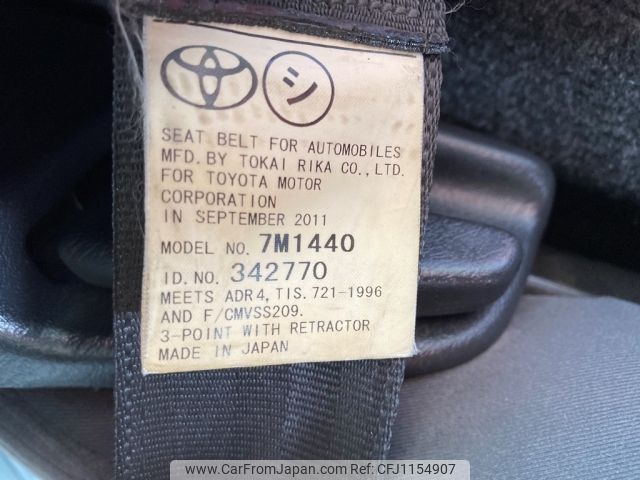 シ
SEAT BELT FOR AUTOMOBILES
MFD. BY TOKAI RIKA CO., LTD.
FOR TOYOTA MOTOR
CORPORATION
IN SEPTEMBER 2011
MODEL NO. 7M1440
ID. NO. 342770
MEETS ADR4, TIS. 721-1996
AND F/CMVSS209.
3-POINT WITH RETRACTOR
MADE IN JAPAN
www.CarFromJapan.com CFJ1154907